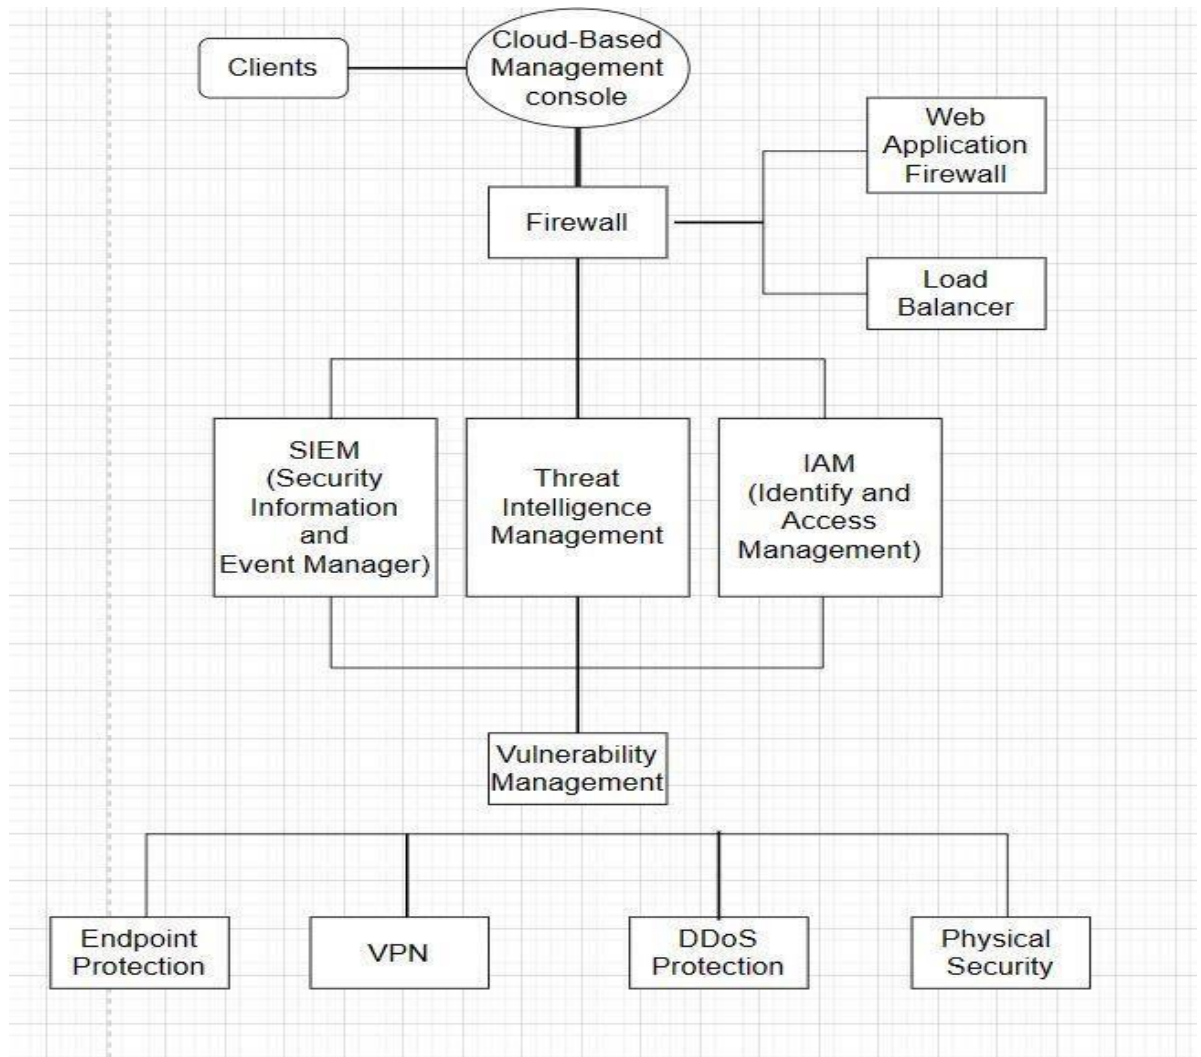 Clients
Cloud-Based
Management
console
Web
Application
Firewall
Firewall
Load
Balancer
SIEM
(Security
Information
and
Event Manager)
Threat
Intelligence
Management
IAM
(Identify and
Access
Management)
Vulnerability
Management
Endpoint
Protection
VPN
DDoS
Protection
Physical
Security